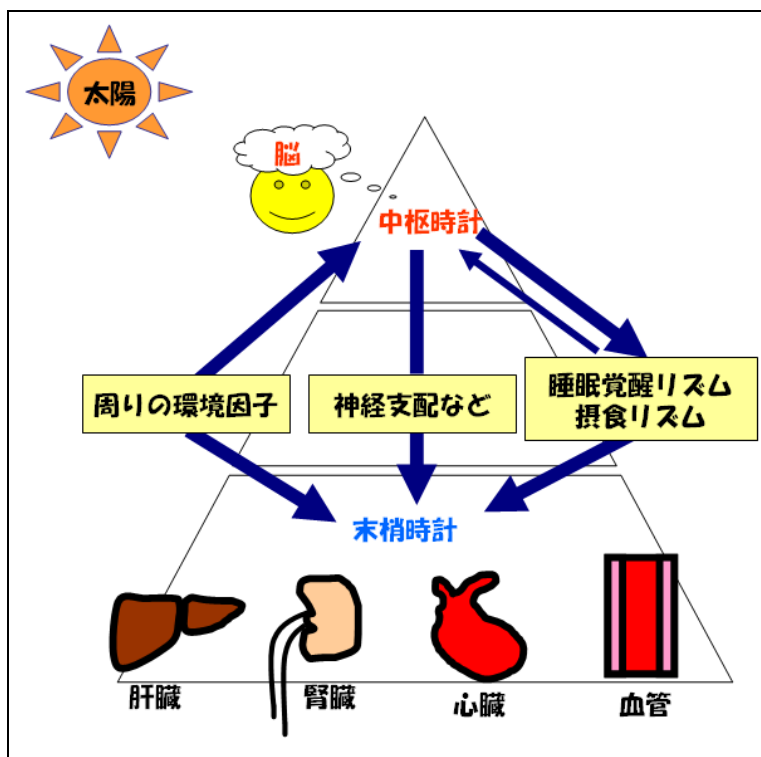 太陽
脳
中枢時計
周りの環境因子
神経支配など
睡眠覚醒リズム
摂食リズム
末梢時計
肝臓
腎臓
心臓
血管